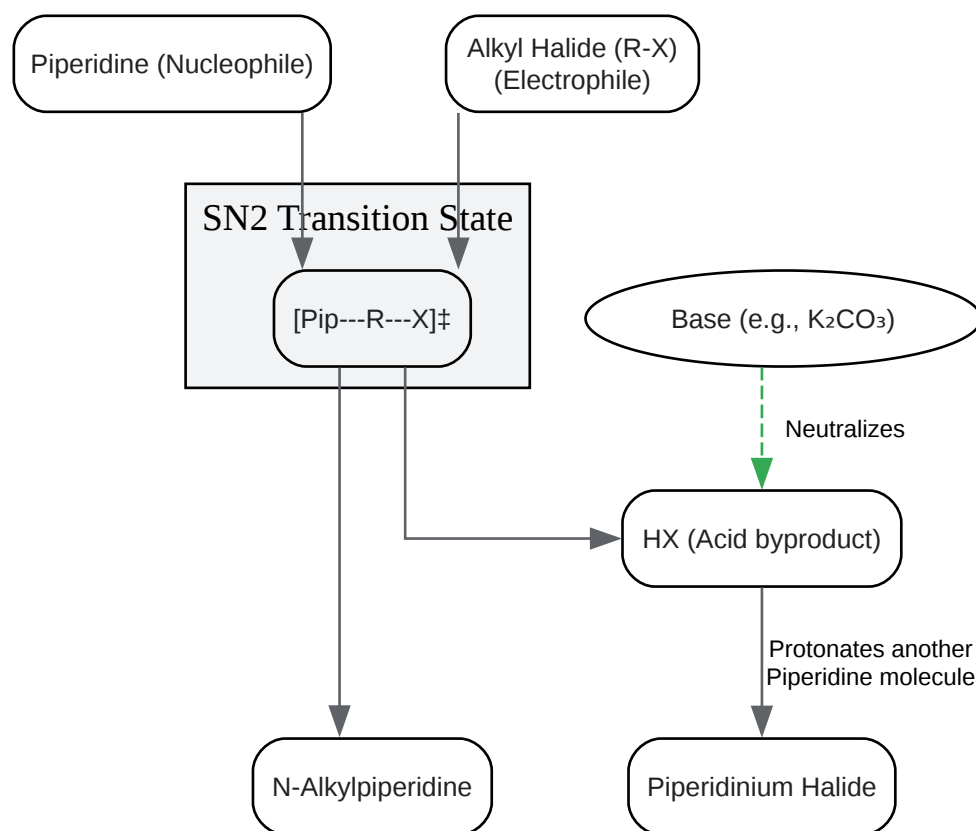 Piperidine (Nucleophile)
Alkyl Halide (R-X)
(Electrophile)
SN2 Transition State
[Pip---R---X]‡
Base (e.g., K₂CO₃)
Neutralizes
HX (Acid byproduct)
Protonates another
Piperidine molecule
N-Alkylpiperidine
Piperidinium Halide